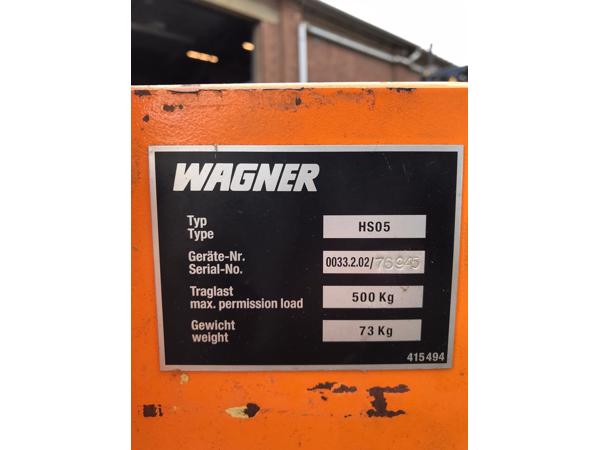 WAGNER
Typ
Type
HS05
Geräte-Nr.
Serial-No.
0033.2.02/76945
Traglast
max. permission load
500 Kg
Gewicht
weight
73 Kg
415494